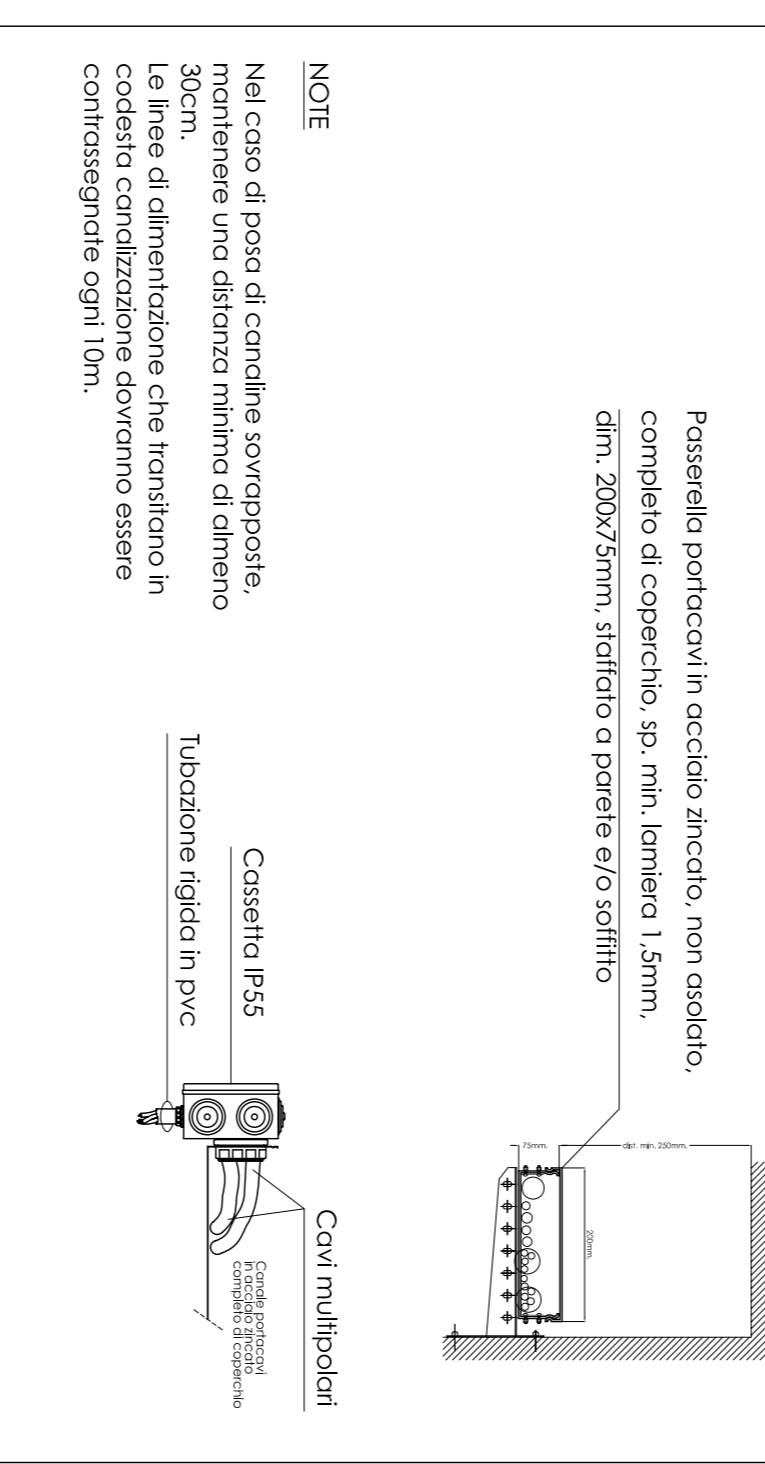 Passerella portacavi in acciaio zincato, non asolato,
completo di coperchio, sp. min. lamiera 1,5mm,
dim. 200x75mm, staffato a parete e/o soffitto
75mm.
dist. min. 250mm.
200mm.
NOTE
Nel caso di posa di canaline sovrapposte,
mantenere una distanza minima di almeno
30cm.
Le linee di alimentazione che transitano in
codesta canalizzazione dovranno essere
contrassegnate ogni 10m.
Cavi multipolari
Canale portacavi
in acciaio zincato
completo di coperchio
Cassetta IP55
Tubazione rigida in pvc